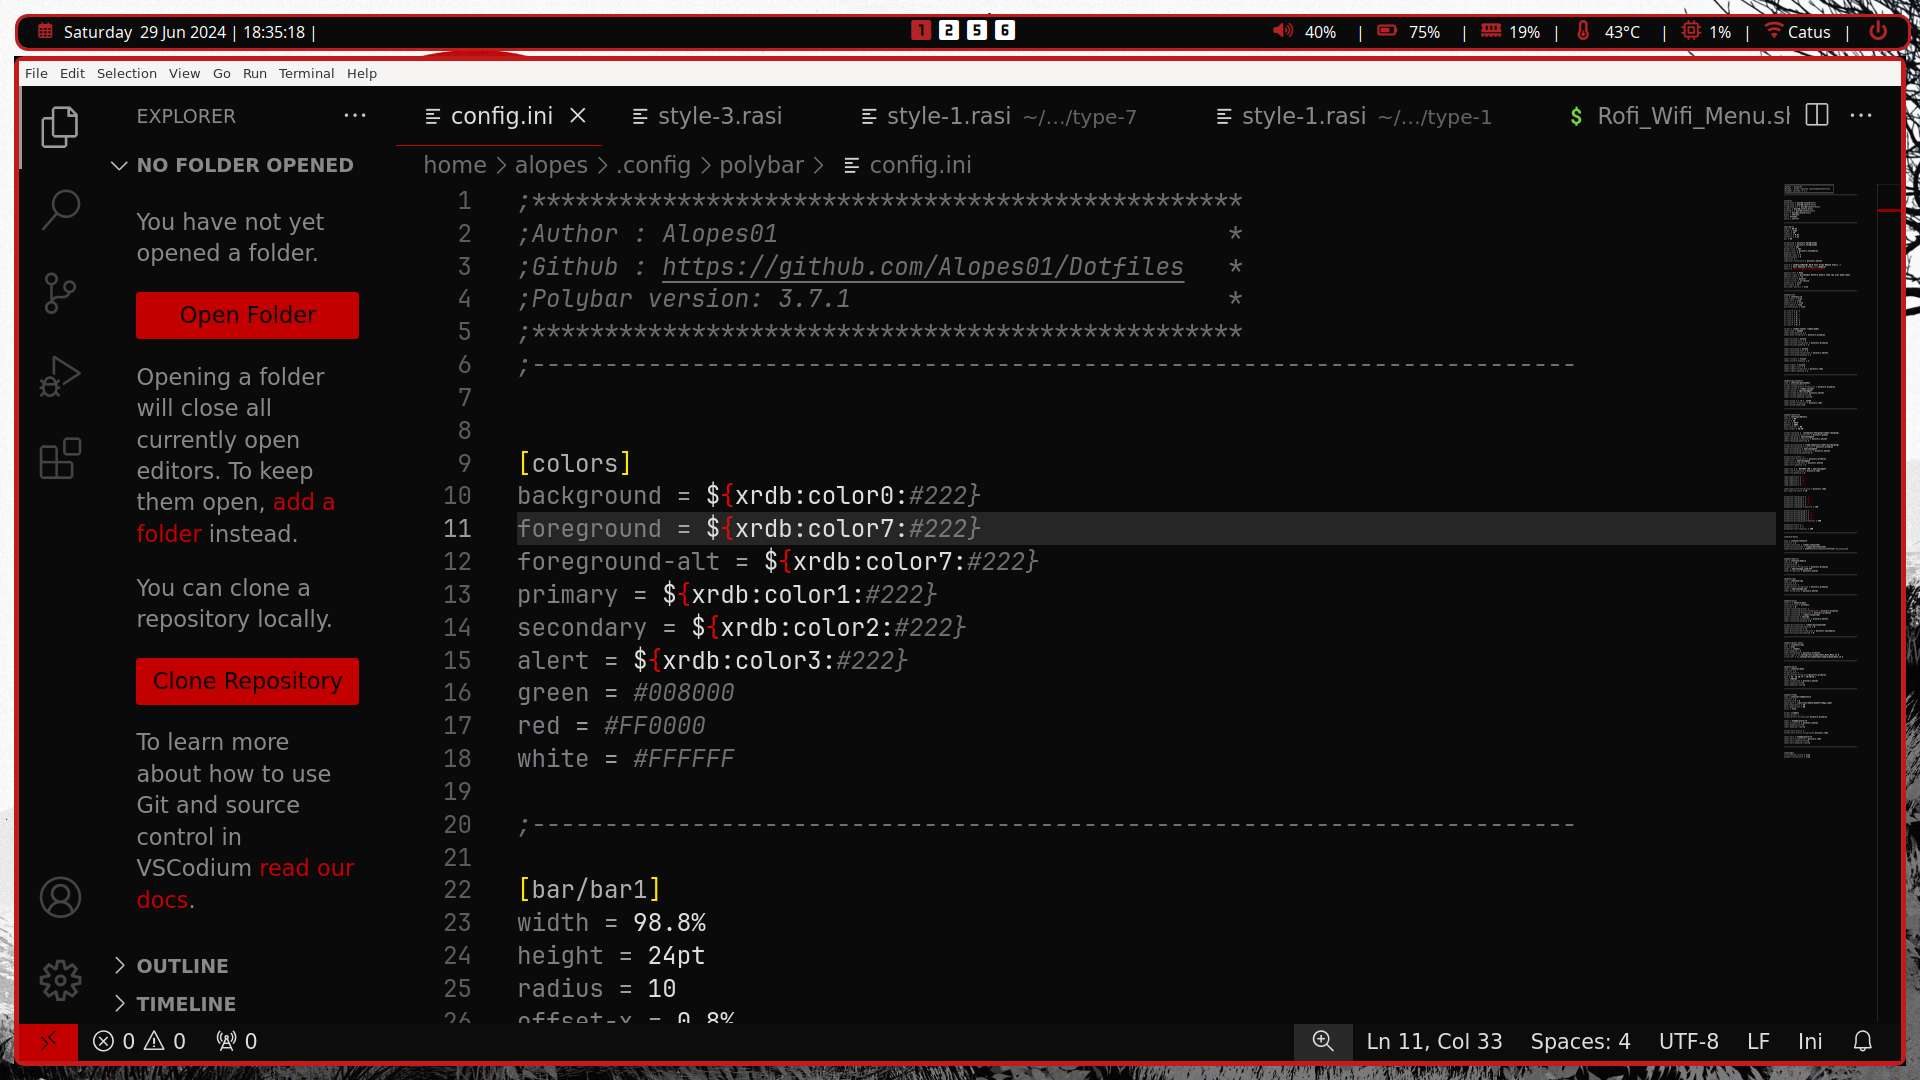 Saturday 29 Jun 2024 | 18:35:18 |
1 2 5 6
40% | 75% | 19% | 43°C | 1% | Catus |
File Edit Selection View Go Run Terminal Help
EXPLORER ···
NO FOLDER OPENED
You have not yet
opened a folder.
Open Folder
Opening a folder
will close all
currently open
editors. To keep
them open, add a
folder instead.
You can clone a
repository locally.
Clone Repository
To learn more
about how to use
Git and source
control in
VSCodium read our
docs.
OUTLINE
TIMELINE
config.ini style-3.rasi style-1.rasi ~/.../type-7 style-1.rasi ~/.../type-1 $ Rofi_Wifi_Menu.sh
home > alopes > .config > polybar > config.ini
1 ;*************************************************
2 ;Author : Alopes01 *
3 ;Github : https://github.com/Alopes01/Dotfiles *
4 ;Polybar version: 3.7.1 *
5 ;*************************************************
6 ;------------------------------------------------------------------------
7
8
9 [colors]
10 background = ${xrdb:color0:#222}
11 foreground = ${xrdb:color7:#222}
12 foreground-alt = ${xrdb:color7:#222}
13 primary = ${xrdb:color1:#222}
14 secondary = ${xrdb:color2:#222}
15 alert = ${xrdb:color3:#222}
16 green = #008000
17 red = #FF0000
18 white = #FFFFFF
19
20 ;------------------------------------------------------------------------
21
22 [bar/bar1]
23 width = 98.8%
24 height = 24pt
25 radius = 10
26 offset-x = 0.8%
0 0 0
Ln 11, Col 33 Spaces: 4 UTF-8 LF Ini